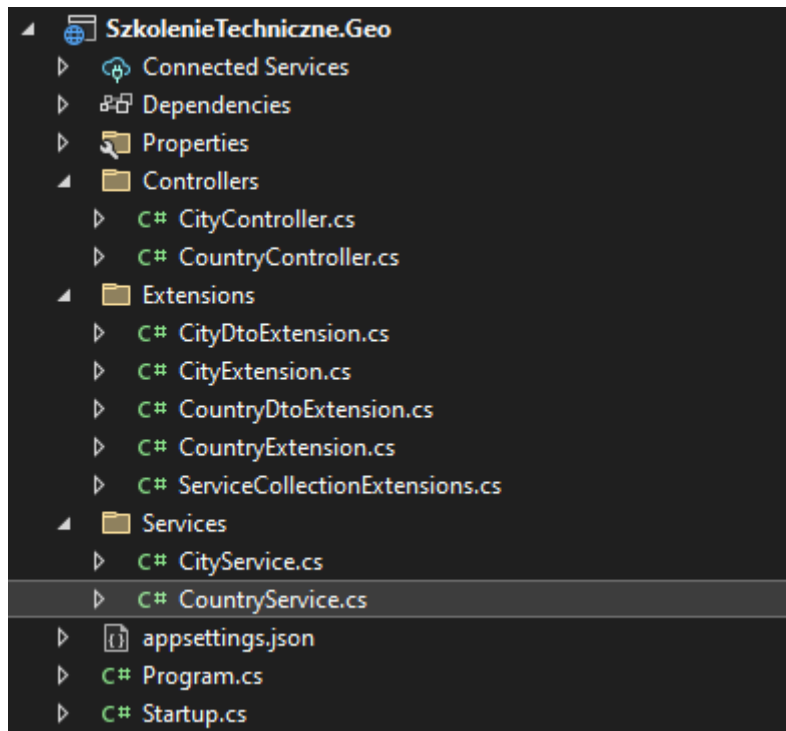 SzkolenieTechniczne.Geo
Connected Services
Dependencies
Properties
Controllers
C# CityController.cs
C# CountryController.cs
Extensions
C# CityDtoExtension.cs
C# CityExtension.cs
C# CountryDtoExtension.cs
C# CountryExtension.cs
C# ServiceCollectionExtensions.cs
Services
C# CityService.cs
C# CountryService.cs
appsettings.json
C# Program.cs
C# Startup.cs